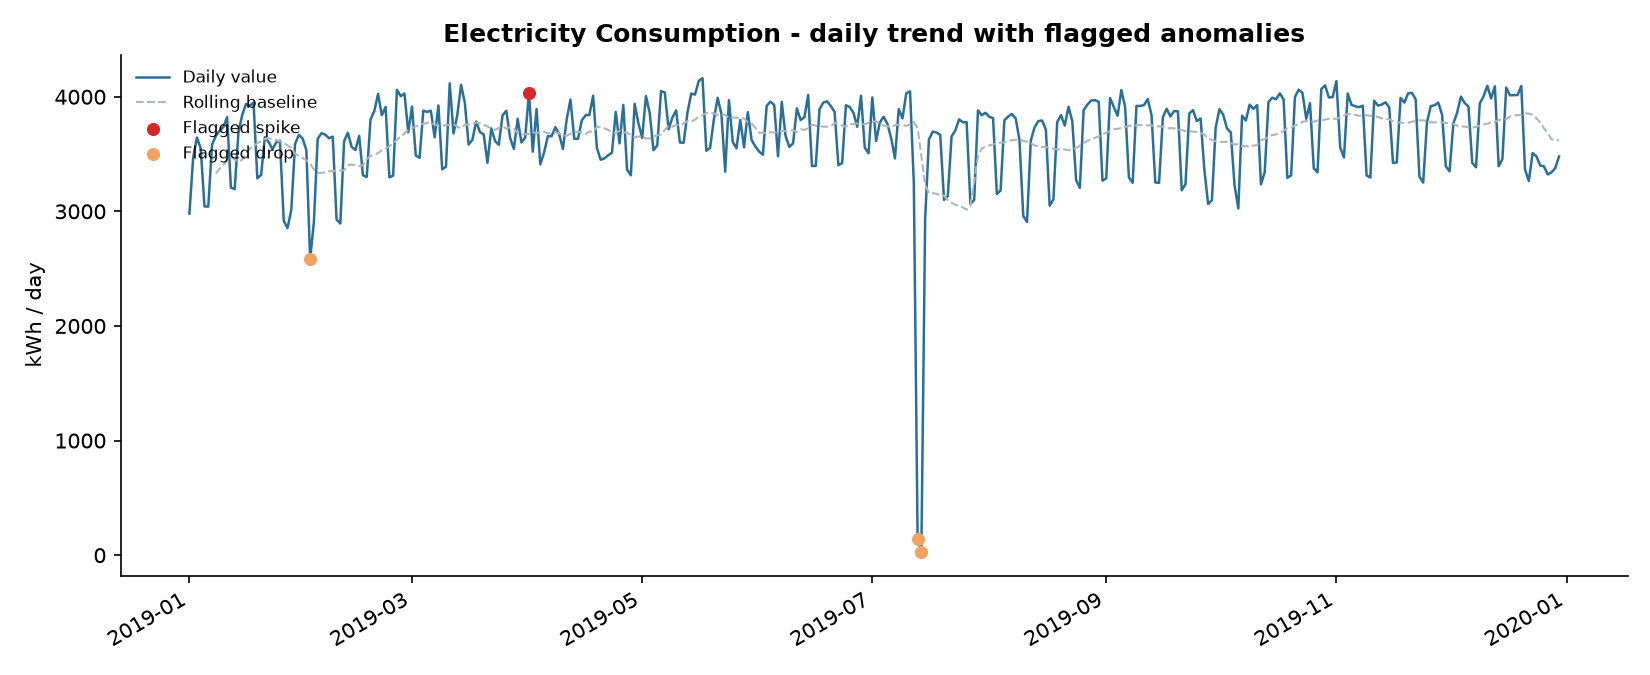 Electricity Consumption - daily trend with flagged anomalies
Daily value
Rolling baseline
Flagged spike
Flagged drop
kWh / day
4000
3000
2000
1000
0
2019-01
2019-03
2019-05
2019-07
2019-09
2019-11
2020-01